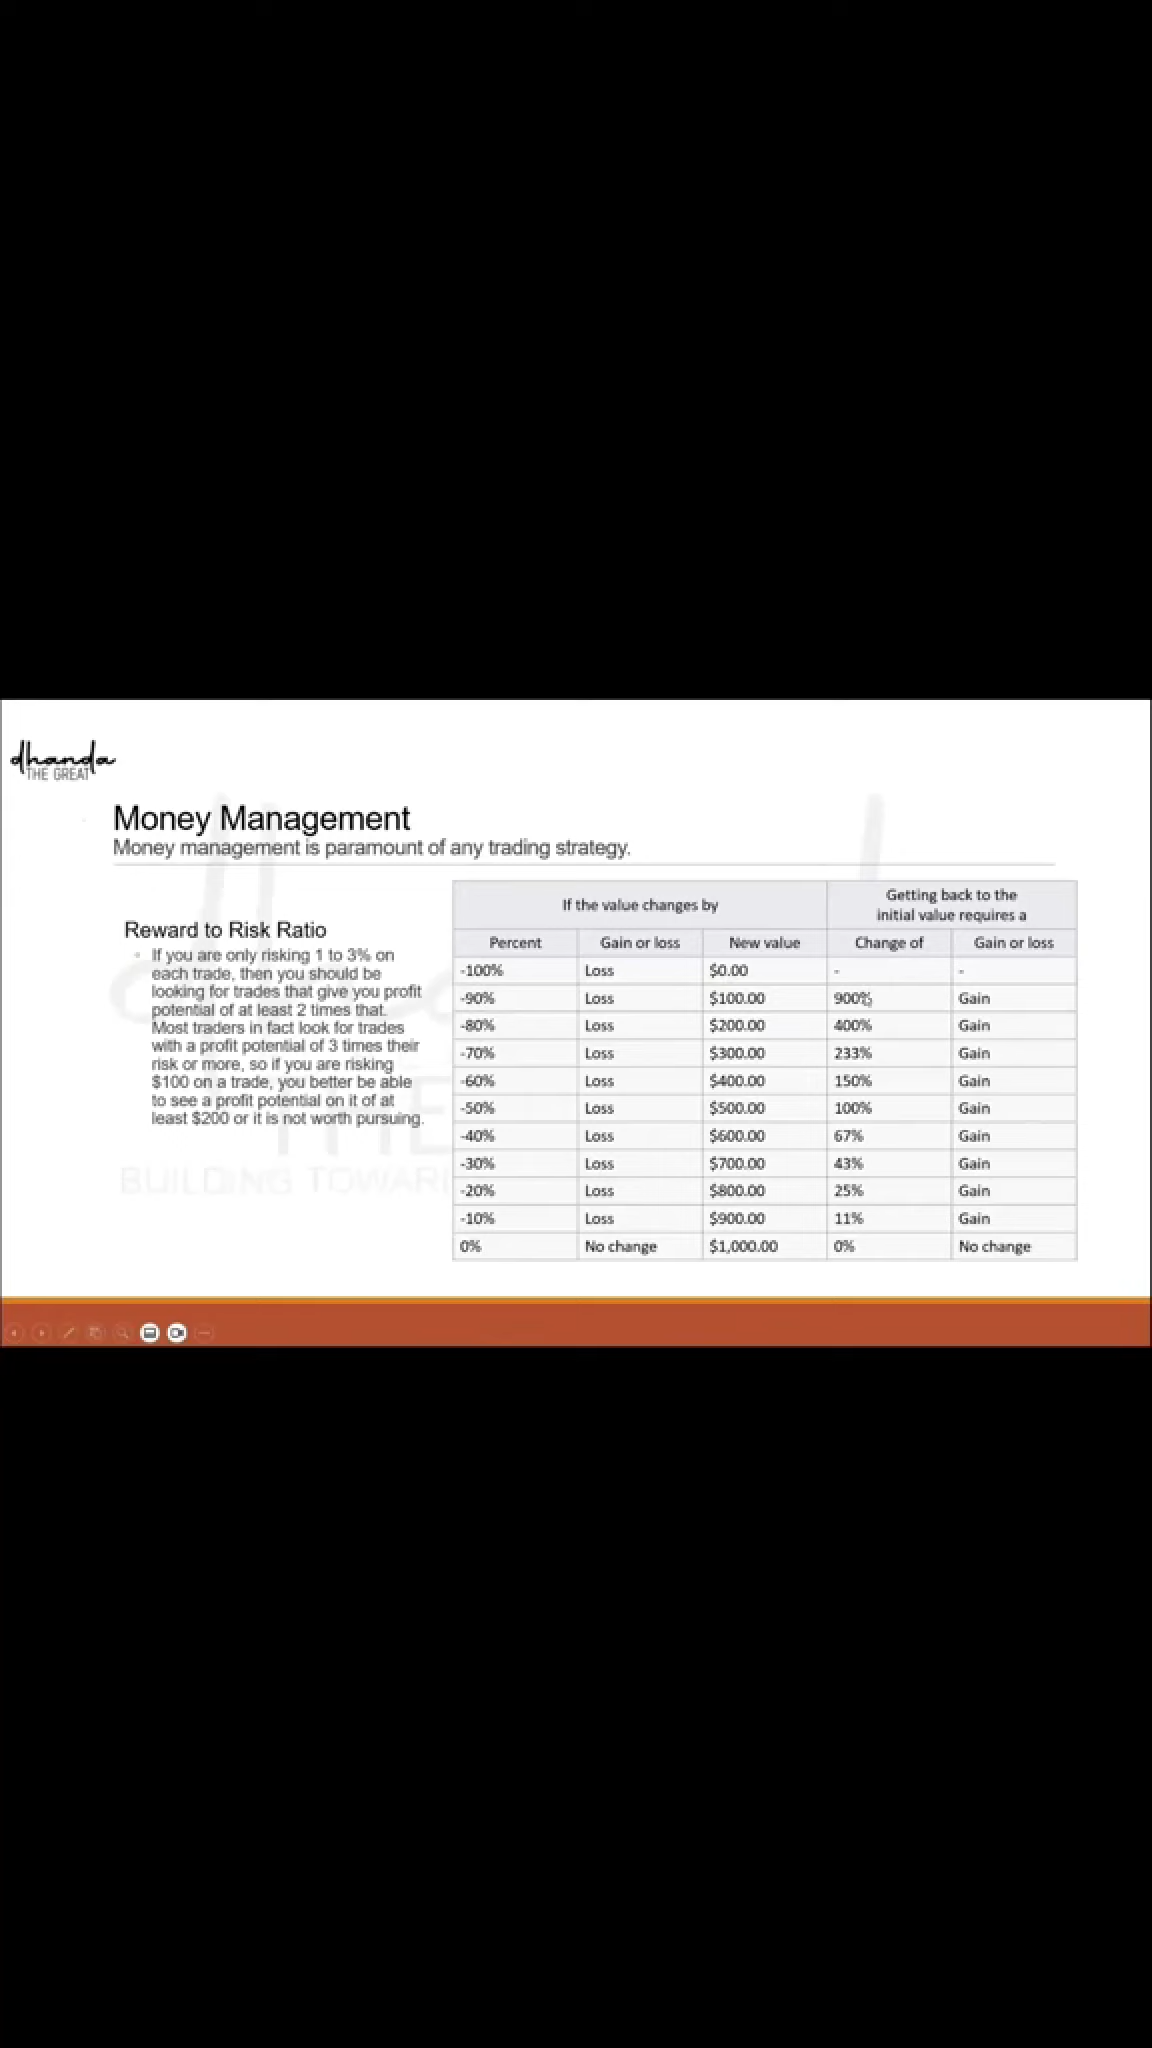 dhanda
THE GREAT
Money Management
Money management is paramount of any trading strategy.
Reward to Risk Ratio
If you are only risking 1 to 3% on
each trade, then you should be
looking for trades that give you profit
potential of at least 2 times that.
Most traders in fact look for trades
with a profit potential of 3 times their
risk or more, so if you are risking
$100 on a trade, you better be able
to see a profit potential on it of at
least $200 or it is not worth pursuing.
BUILDING TOWAR
If the value changes by
Getting back to the
initial value requires a
Percent Gain or loss New value Change of Gain or loss
-100% Loss $0.00 - -
-90% Loss $100.00 900% Gain
-80% Loss $200.00 400% Gain
-70% Loss $300.00 233% Gain
-60% Loss $400.00 150% Gain
-50% Loss $500.00 100% Gain
-40% Loss $600.00 67% Gain
-30% Loss $700.00 43% Gain
-20% Loss $800.00 25% Gain
-10% Loss $900.00 11% Gain
0% No change $1,000.00 0% No change